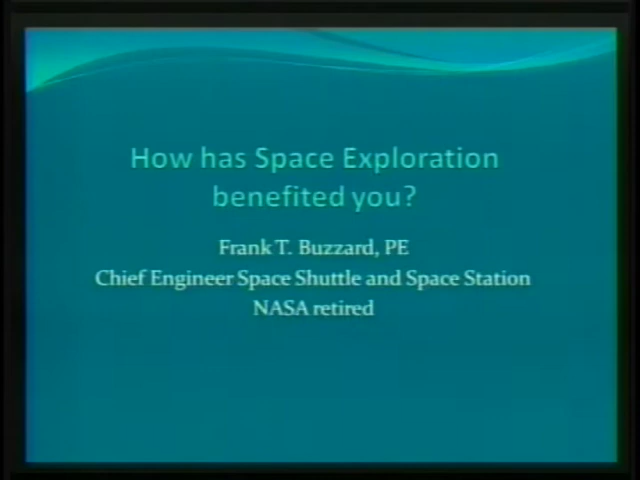 How has Space Exploration
benefited you?
Frank T. Buzzard, PE
Chief Engineer Space Shuttle and Space Station
NASA retired